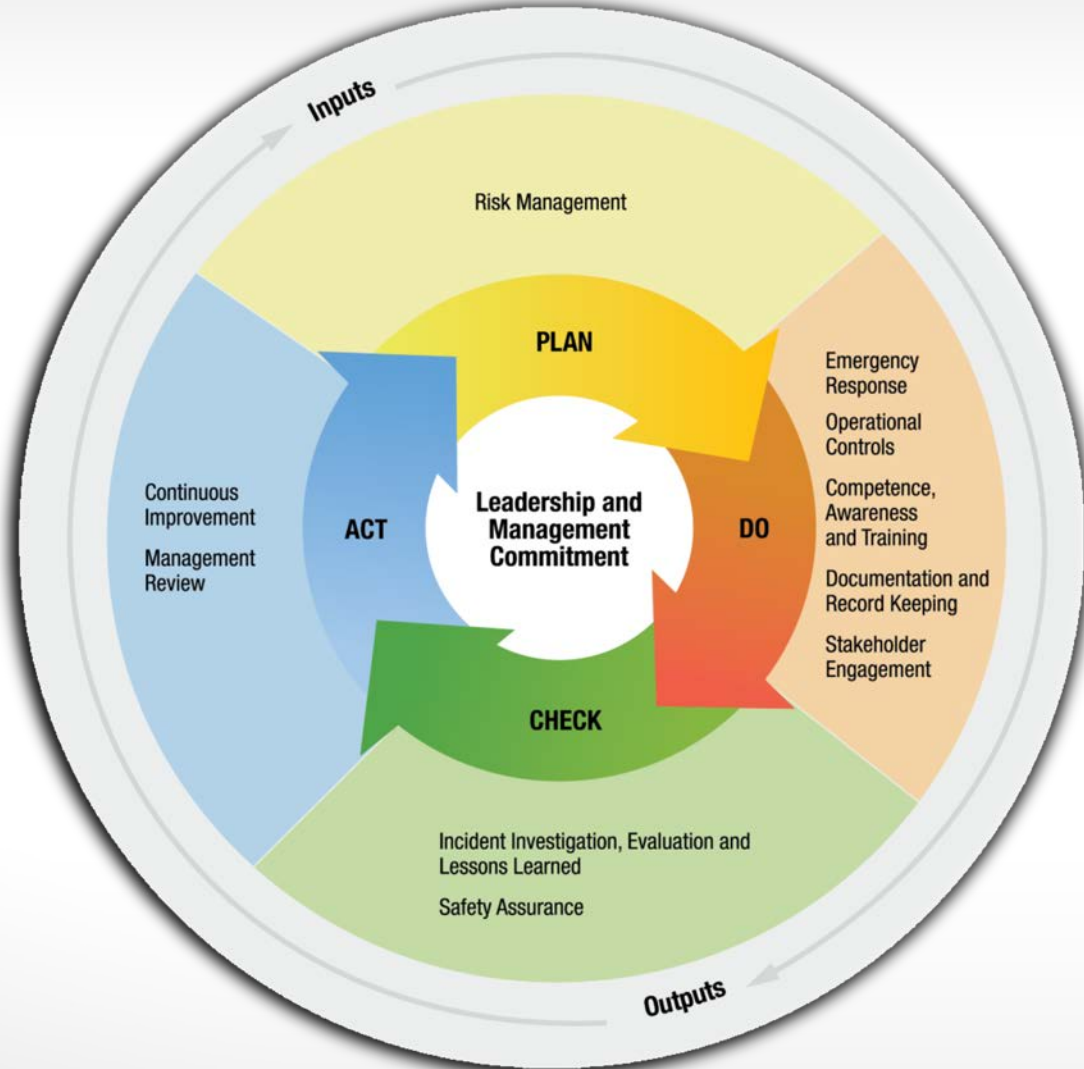 Inputs
Risk Management
PLAN
Emergency
Response
Operational
Controls
Competence,
Awareness
and Training
Documentation and
Record Keeping
Stakeholder
Engagement
DO
Leadership and
Management
Commitment
ACT
Continuous
Improvement
Management
Review
CHECK
Incident Investigation, Evaluation and
Lessons Learned
Safety Assurance
Outputs